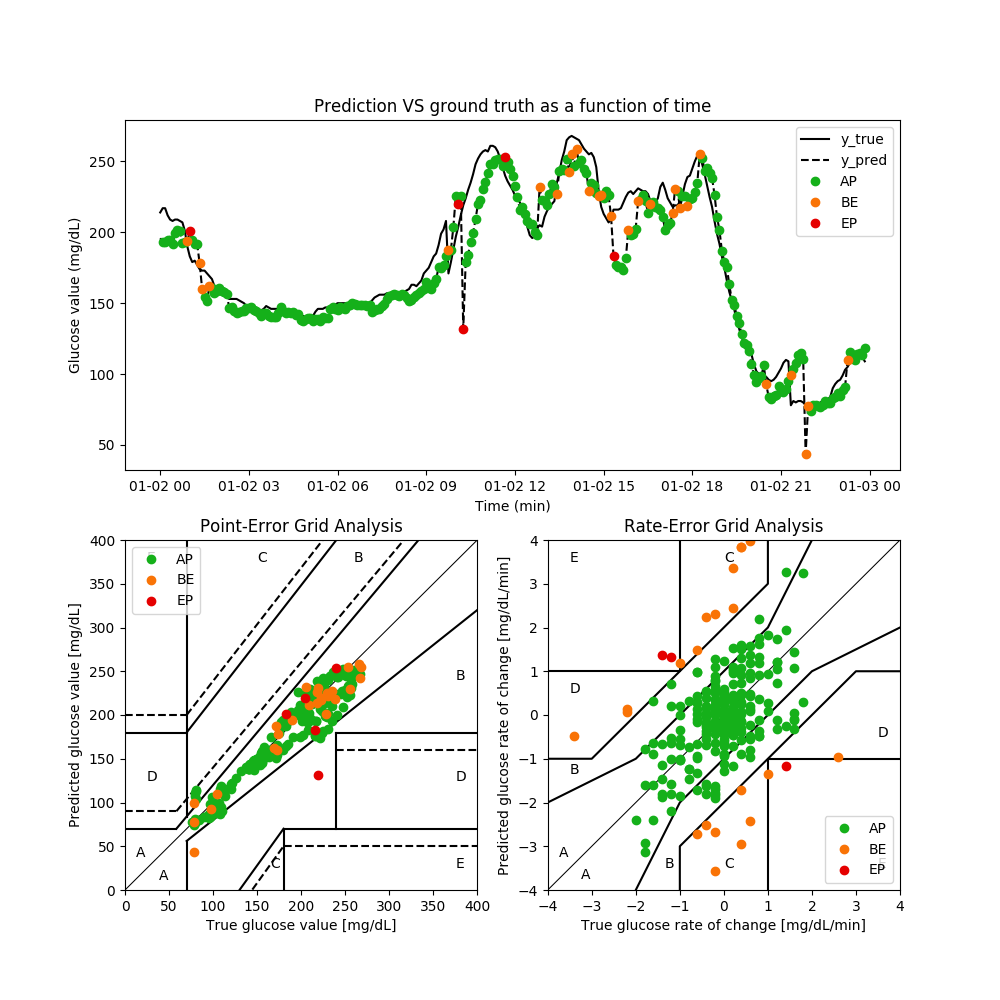 Prediction VS ground truth as a function of time
Glucose value (mg/dL)
250
200
150
100
50
y_true
y_pred
AP
BE
EP
01-02 00 01-02 03 01-02 06 01-02 09 01-02 12 01-02 15 01-02 18 01-02 21 01-03 00
Time (min)
Point-Error Grid Analysis
Predicted glucose value [mg/dL]
400
350
300
250
200
150
100
50
0
AP
BE
EP
C
B
B
D
D
A
A
C
E
0 50 100 150 200 250 300 350 400
True glucose value [mg/dL]
Rate-Error Grid Analysis
Predicted glucose rate of change [mg/dL/min]
4
3
2
1
0
−1
−2
−3
−4
E
C
D
D
B
A
A
B
C
AP
BE
EP
−4 −3 −2 −1 0 1 2 3 4
True glucose rate of change [mg/dL/min]